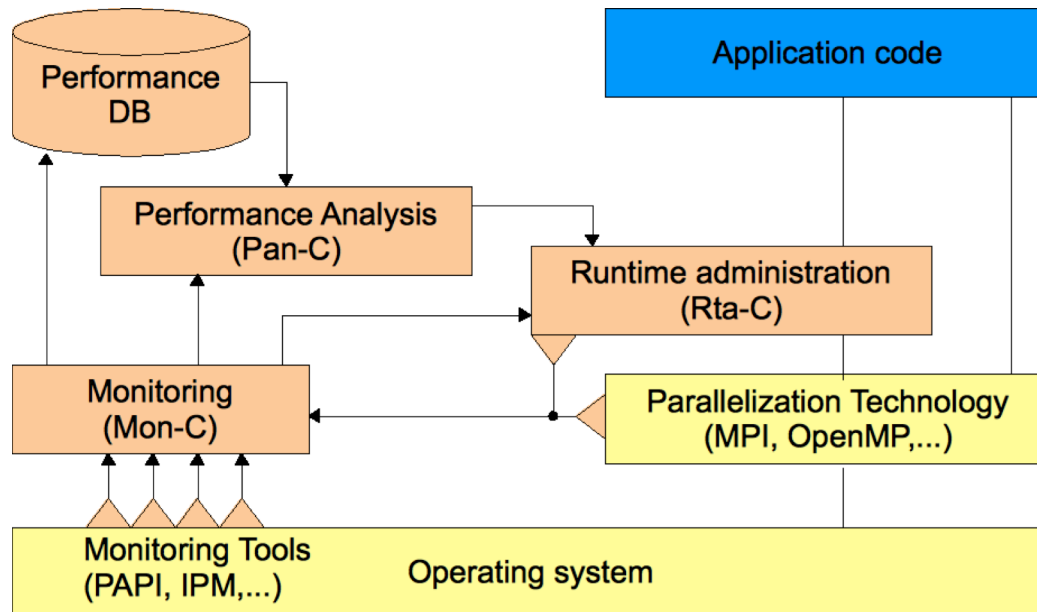 Performance
DB
Application code
Performance Analysis
(Pan-C)
Runtime administration
(Rta-C)
Monitoring
(Mon-C)
Parallelization Technology
(MPI, OpenMP,...)
Monitoring Tools
(PAPI, IPM,...)
Operating system